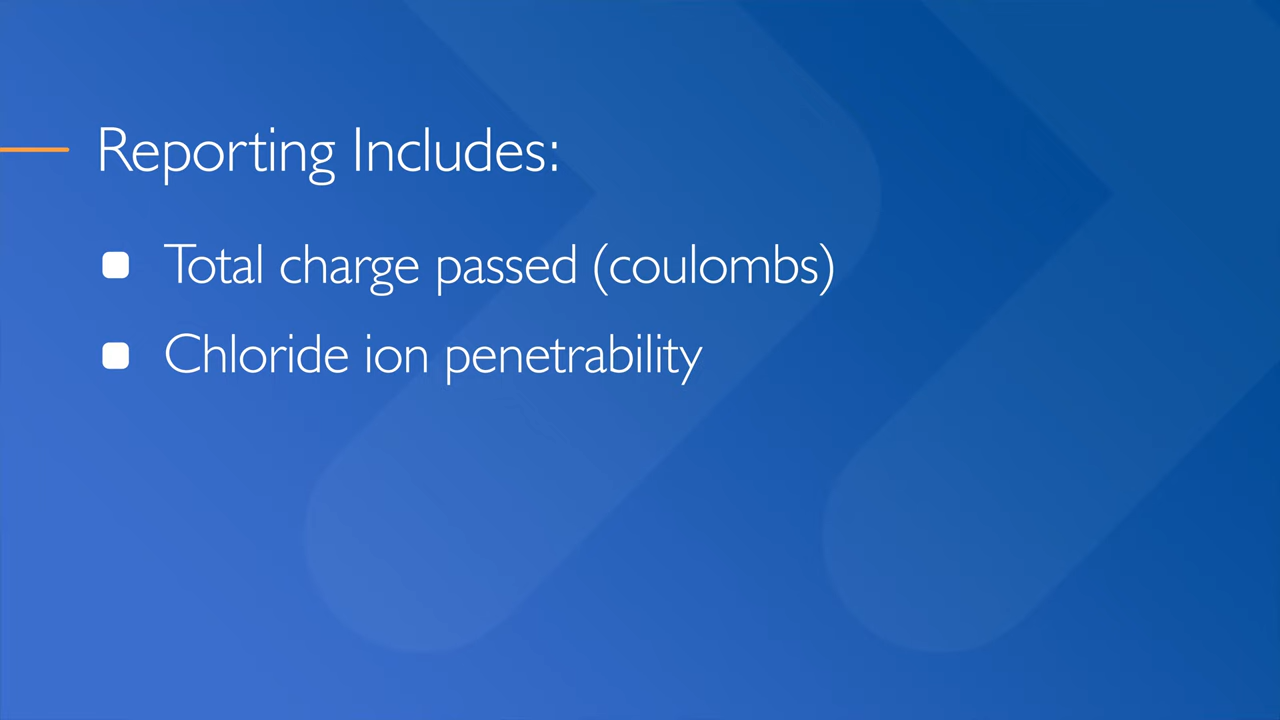 Reporting Includes:
Total charge passed (coulombs)
Chloride ion penetrability